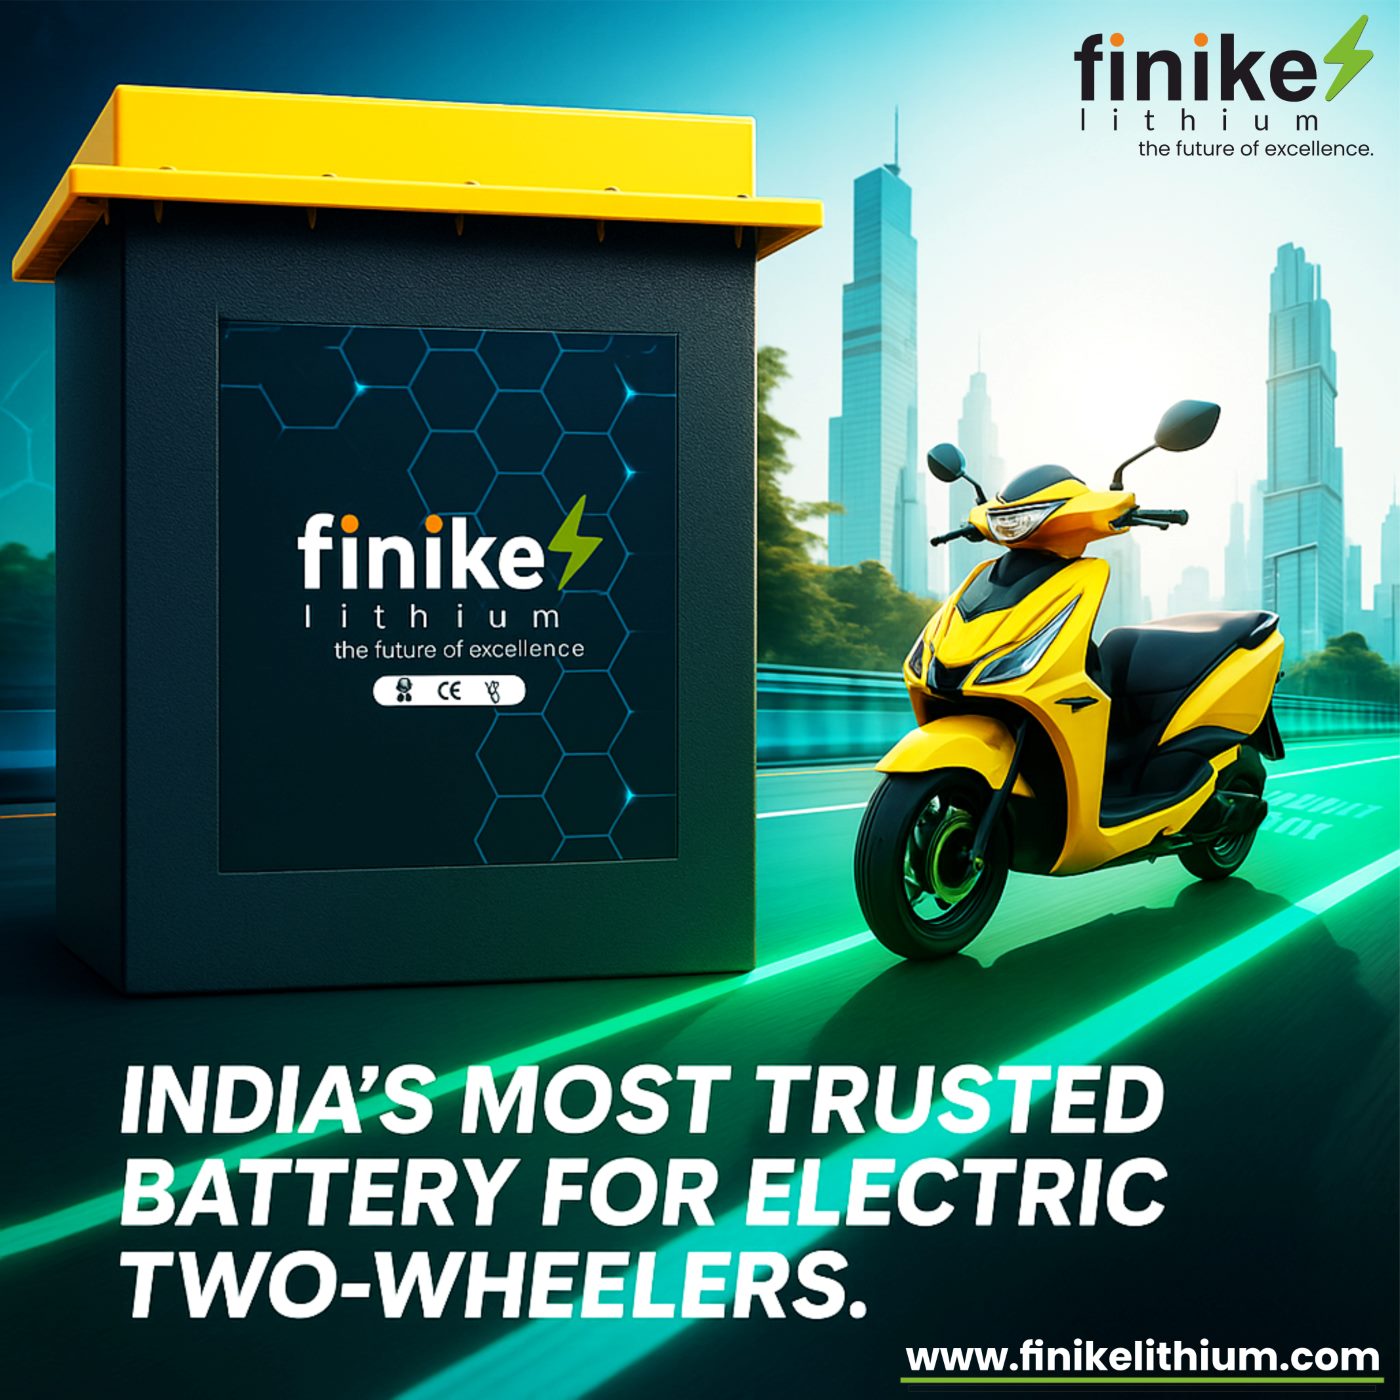 finike
lithium
the future of excellence.
finike
lithium
the future of excellence
CE
INDIA'S MOST TRUSTED
BATTERY FOR ELECTRIC
TWO-WHEELERS.
www.finikelithium.com